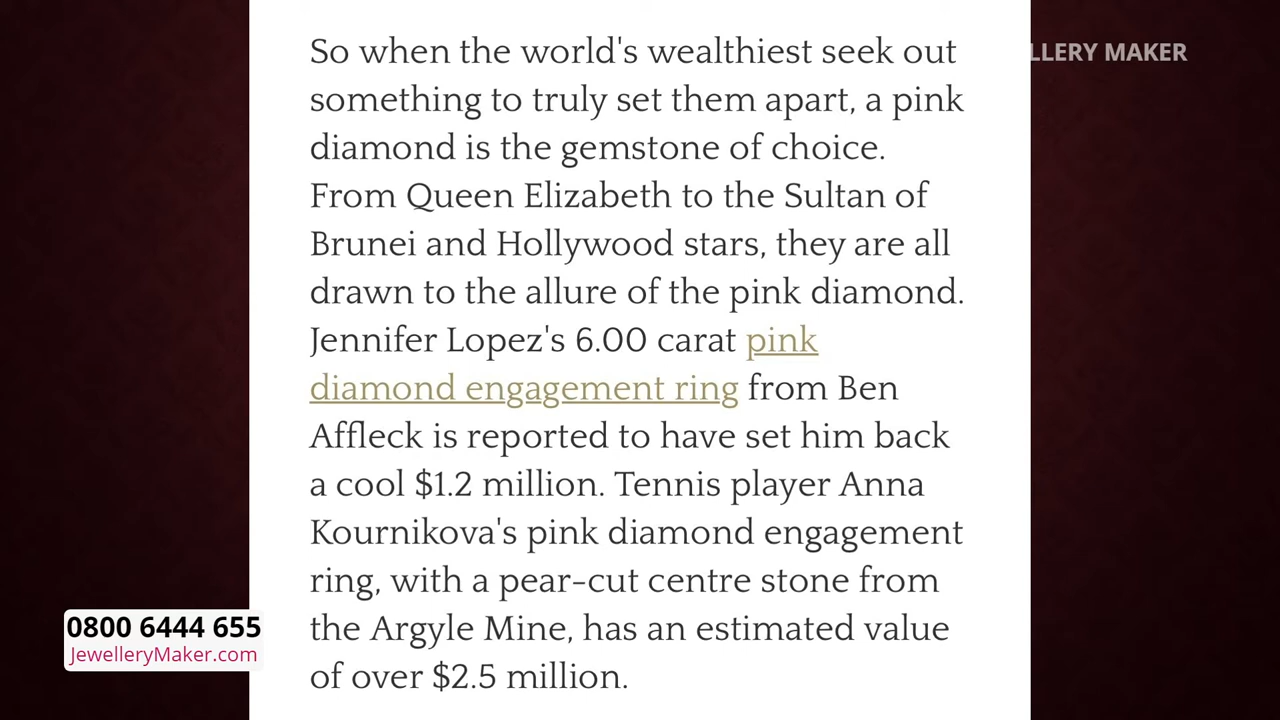 So when the world's wealthiest seek out
something to truly set them apart, a pink
diamond is the gemstone of choice.
From Queen Elizabeth to the Sultan of
Brunei and Hollywood stars, they are all
drawn to the allure of the pink diamond.
Jennifer Lopez's 6.00 carat pink
diamond engagement ring from Ben
Affleck is reported to have set him back
a cool $1.2 million. Tennis player Anna
Kournikova's pink diamond engagement
ring, with a pear-cut centre stone from
the Argyle Mine, has an estimated value
of over $2.5 million.
LLERY MAKER
0800 6444 655
JewelleryMaker.com